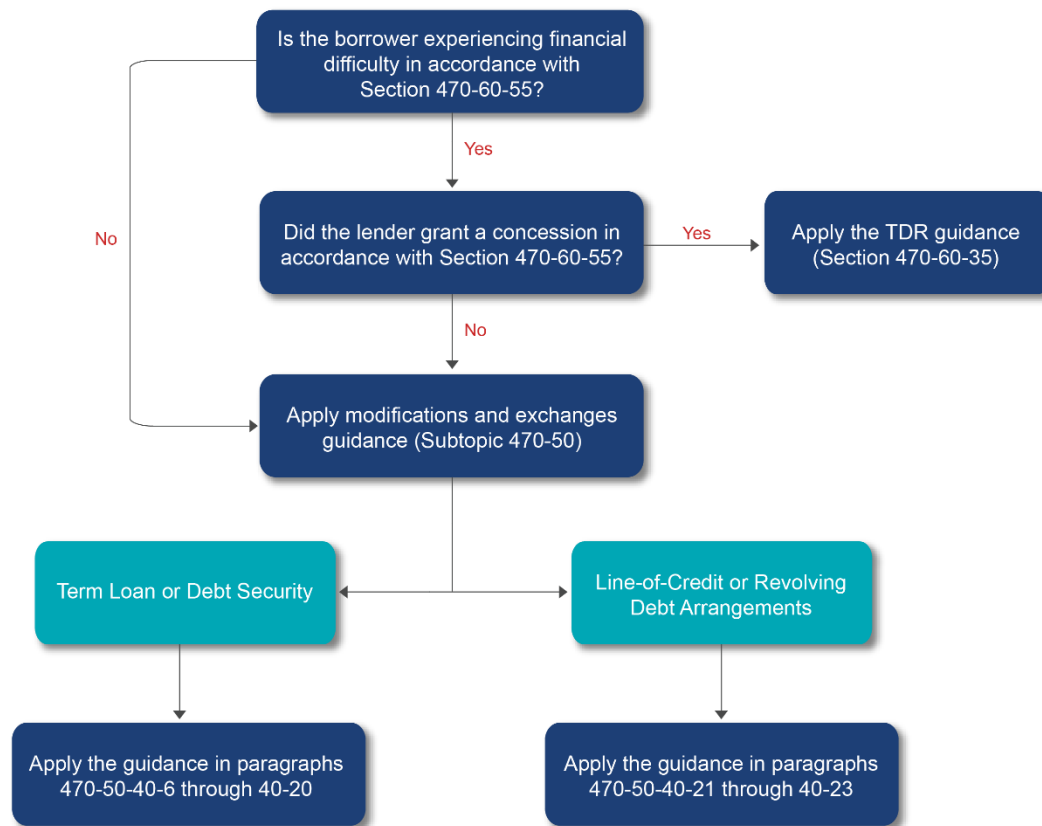 Is the borrower experiencing financial
difficulty in accordance with
Section 470-60-55?
Yes
No
Did the lender grant a concession in
accordance with Section 470-60-55?
Yes
Apply the TDR guidance
(Section 470-60-35)
No
Apply modifications and exchanges
guidance (Subtopic 470-50)
Term Loan or Debt Security
Line-of-Credit or Revolving
Debt Arrangements
Apply the guidance in paragraphs
470-50-40-6 through 40-20
Apply the guidance in paragraphs
470-50-40-21 through 40-23